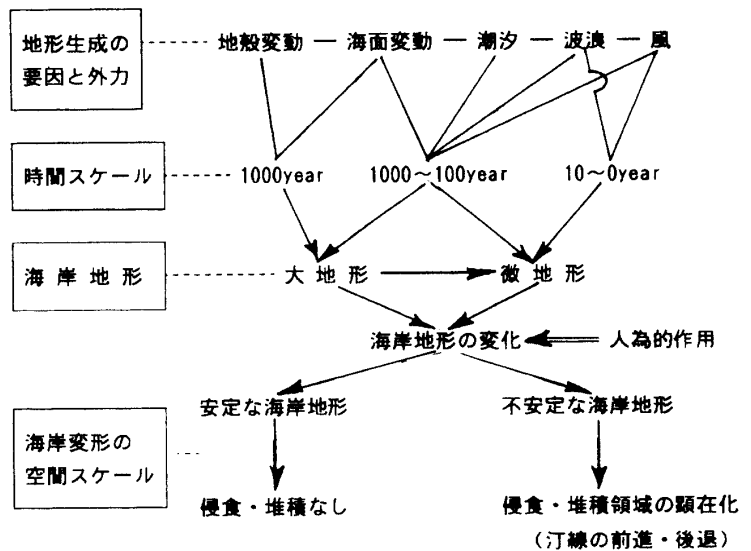 地形生成の
要因と外力
地殻変動 ― 海面変動 ― 潮汐 ― 波浪 ― 風
時間スケール
1000year
1000～100year
10～0year
海岸地形
大地形
微地形
海岸地形の変化
人為的作用
安定な海岸地形
不安定な海岸地形
海岸変形の
空間スケール
侵食・堆積なし
侵食・堆積領域の顕在化
（汀線の前進・後退）